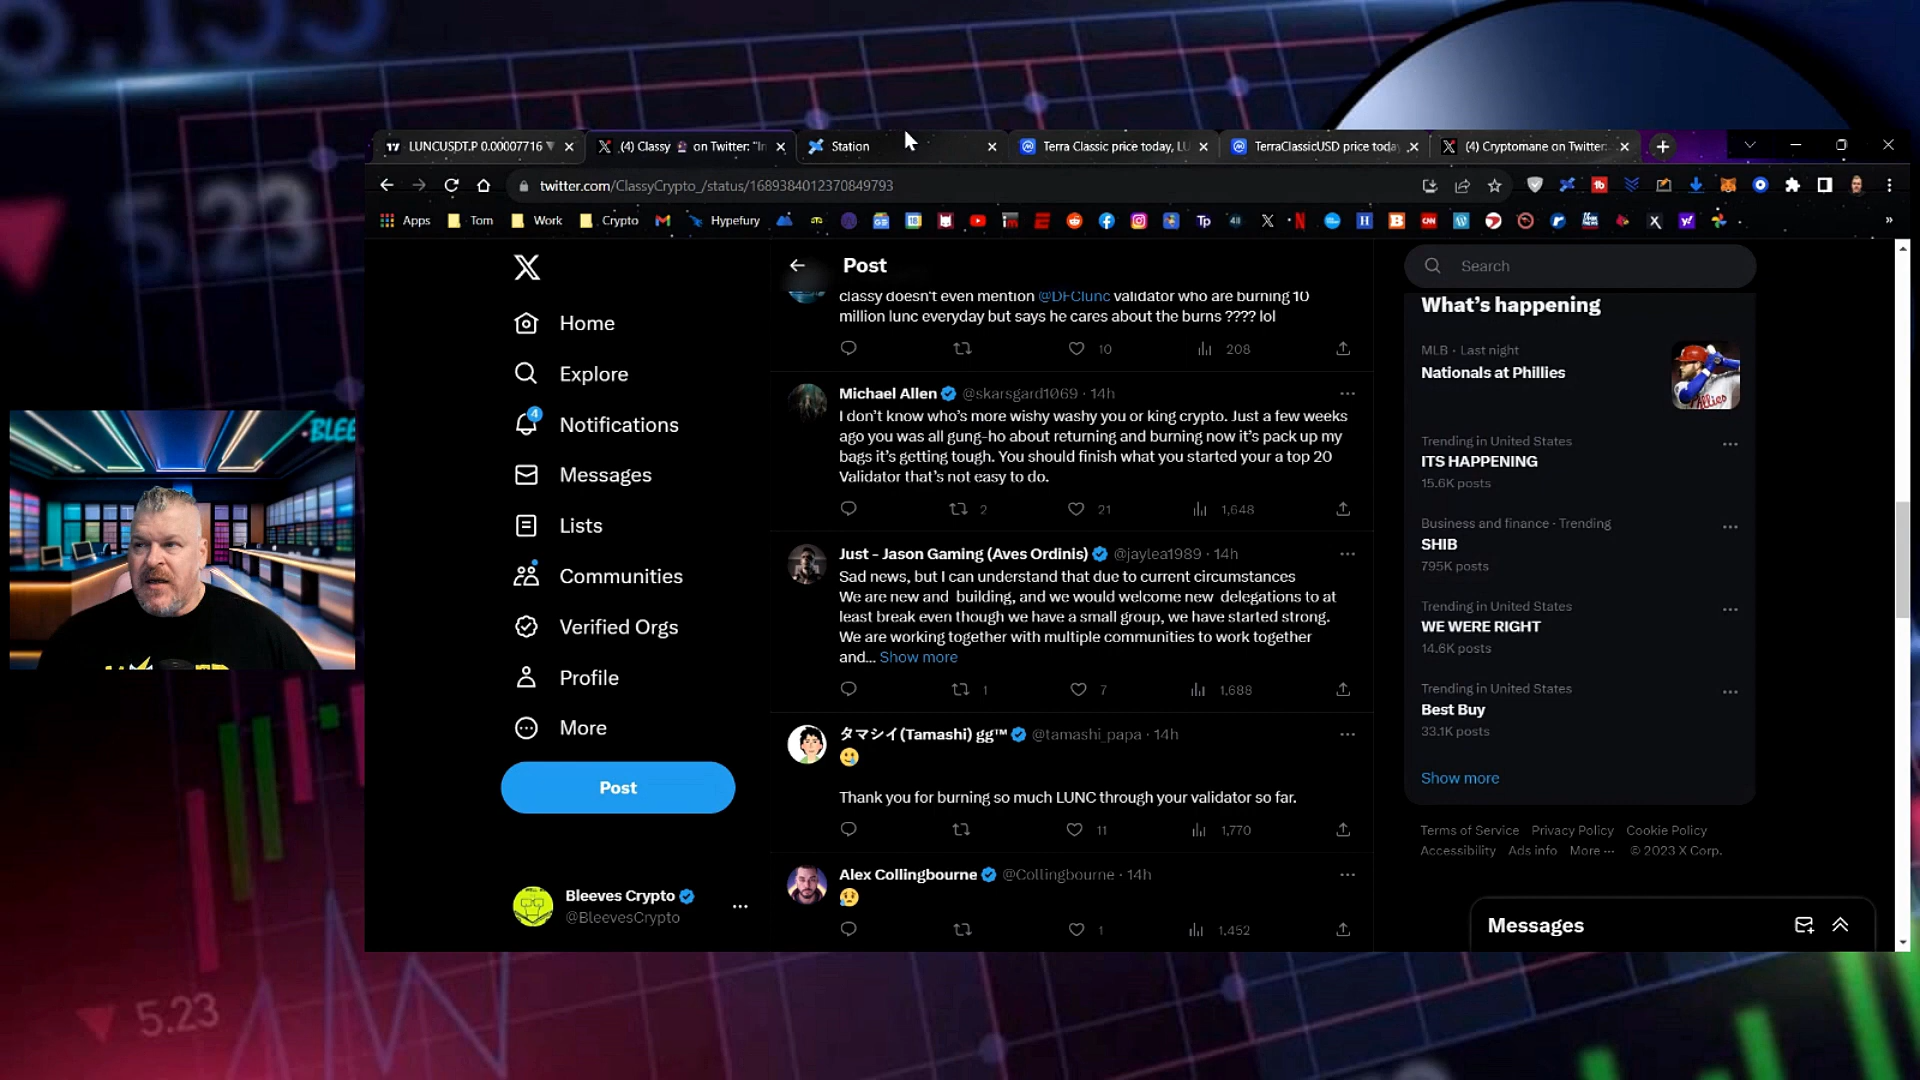 5.23
LUNCUSDT.P 0.00007716
(4) Classy on Twitter: "In
Station
Terra Classic price today, LU
TerraClassicUSD price today
(4) Cryptomane on Twitter:
twitter.com/ClassyCrypto_/status/1689384012370849793
Apps
Tom
Work
Crypto
Hypefury
Home
Explore
4
Notifications
Messages
Lists
Communities
Verified Orgs
Profile
More
Post
Bleeves Crypto
@BleevesCrypto
Post
classy doesn't even mention @DFClunc validator who are burning 10
million lunc everyday but says he cares about the burns ???? lol
10
208
Michael Allen @skarsgard1069 · 14h
I don't know who's more wishy washy you or king crypto. Just a few weeks
ago you was all gung-ho about returning and burning now it's pack up my
bags it's getting tough. You should finish what you started your a top 20
Validator that's not easy to do.
2
21
1,648
Just - Jason Gaming (Aves Ordinis) @jaylea1989 · 14h
Sad news, but I can understand that due to current circumstances
We are new and building, and we would welcome new delegations to at
least break even though we have a small group, we have started strong.
We are working together with multiple communities to work together
and... Show more
1
7
1,688
タマシイ(Tamashi) gg™ @tamashi_papa · 14h
Thank you for burning so much LUNC through your validator so far.
11
1,770
Alex Collingbourne @Collingbourne · 14h
1
1,452
Search
What's happening
MLB · Last night
Nationals at Phillies
Trending in United States
ITS HAPPENING
15.6K posts
Business and finance · Trending
SHIB
795K posts
Trending in United States
WE WERE RIGHT
14.6K posts
Trending in United States
Best Buy
33.1K posts
Show more
Terms of Service Privacy Policy Cookie Policy
Accessibility Ads info More ··· © 2023 X Corp.
Messages
BLEE
5.23